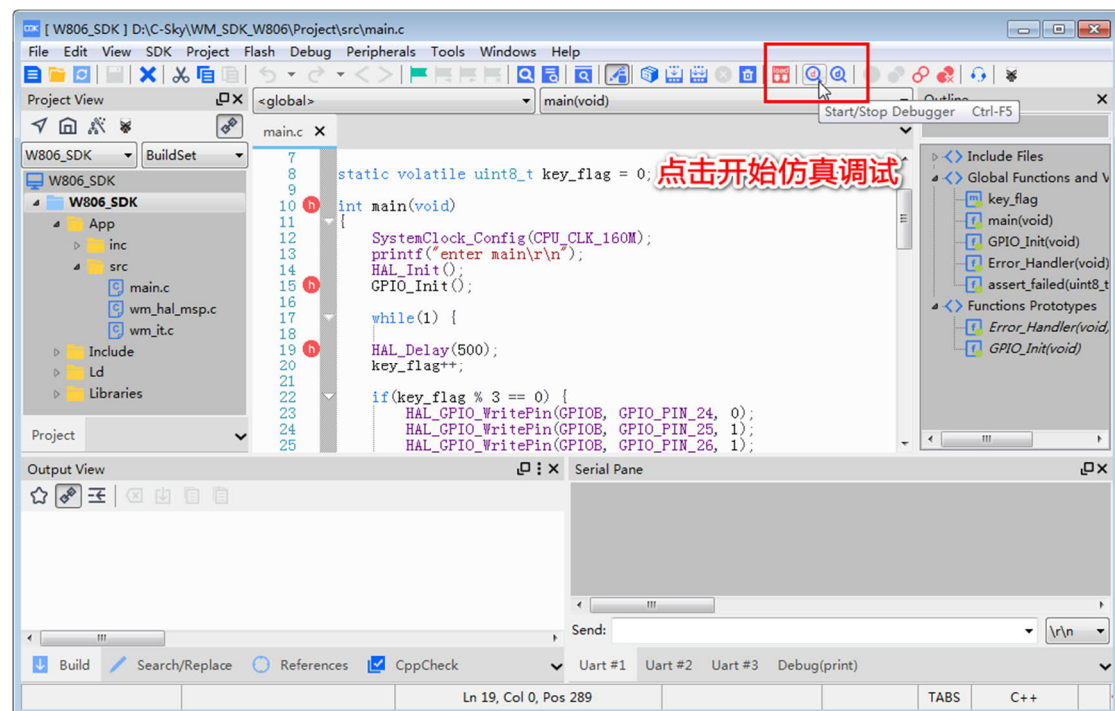 [ W806_SDK ] D:\C-Sky\WM_SDK_W806\Project\src\main.c
File Edit View SDK Project Flash Debug Peripherals Tools Windows Help
Project View
<global>
main(void)
Start/Stop Debugger Ctrl-F5
main.c
W806_SDK
BuildSet
点击开始仿真调试
W806_SDK
W806_SDK
App
inc
src
main.c
wm_hal_msp.c
wm_it.c
Include
Ld
Libraries
Project
7
8 static volatile uint8_t key_flag = 0;
9
10 int main(void)
11 {
12 SystemClock_Config(CPU_CLK_160M);
13 printf("enter main\r\n");
14 HAL_Init();
15 GPIO_Init();
16
17 while(1) {
18
19 HAL_Delay(500);
20 key_flag++;
21
22 if(key_flag % 3 == 0) {
23 HAL_GPIO_WritePin(GPIOB, GPIO_PIN_24, 0);
24 HAL_GPIO_WritePin(GPIOB, GPIO_PIN_25, 1);
25 HAL_GPIO_WritePin(GPIOB, GPIO_PIN_26, 1);
Include Files
Global Functions and V
key_flag
main(void)
GPIO_Init(void)
Error_Handler(void)
assert_failed(uint8_t
Functions Prototypes
Error_Handler(void,
GPIO_Init(void)
Output View
Serial Pane
Send:
\r\n
Build Search/Replace References CppCheck
Uart #1 Uart #2 Uart #3 Debug(print)
Ln 19, Col 0, Pos 289
TABS
C++